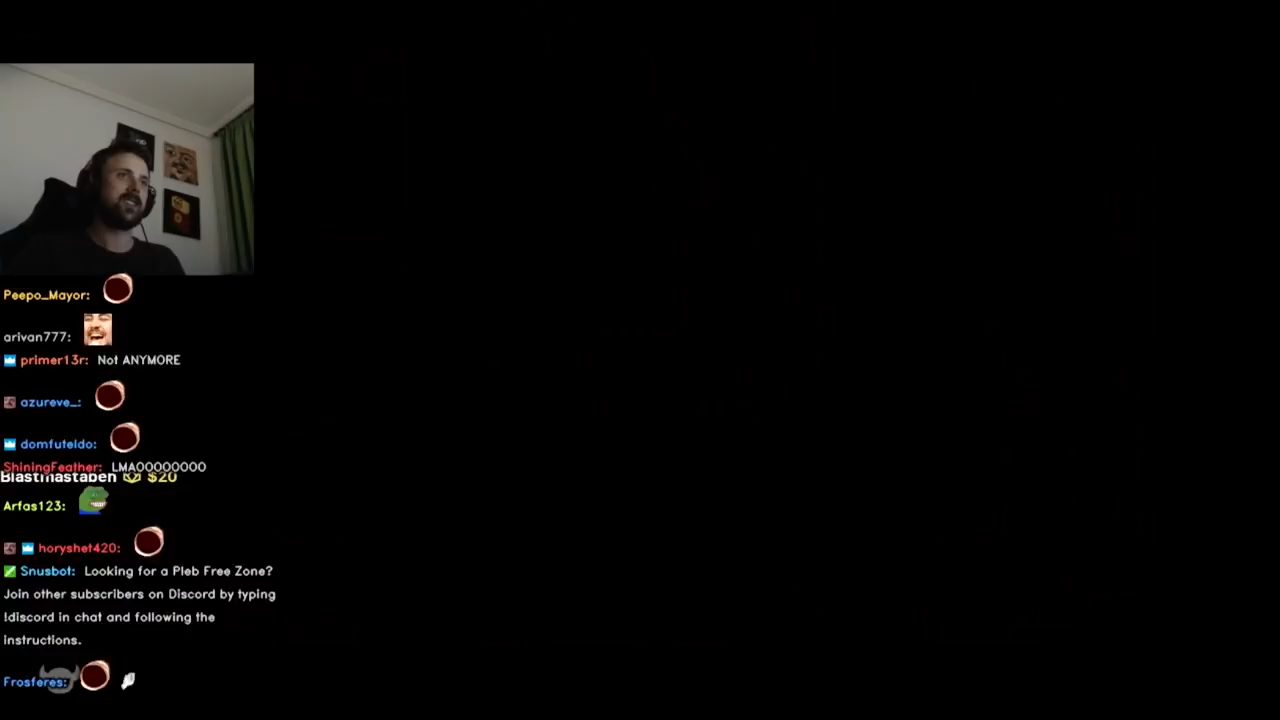 Peepo_Mayor:
arivan777:
primer13r: Not ANYMORE
azureve_:
domfuteldo:
ShiningFeather: LMAOOOOOOOO
Blastmastaben $20
Arfas123:
horyshet420:
Snusbot: Looking for a Pleb Free Zone?
Join other subscribers on Discord by typing
!discord in chat and following the
instructions.
Frosferes: